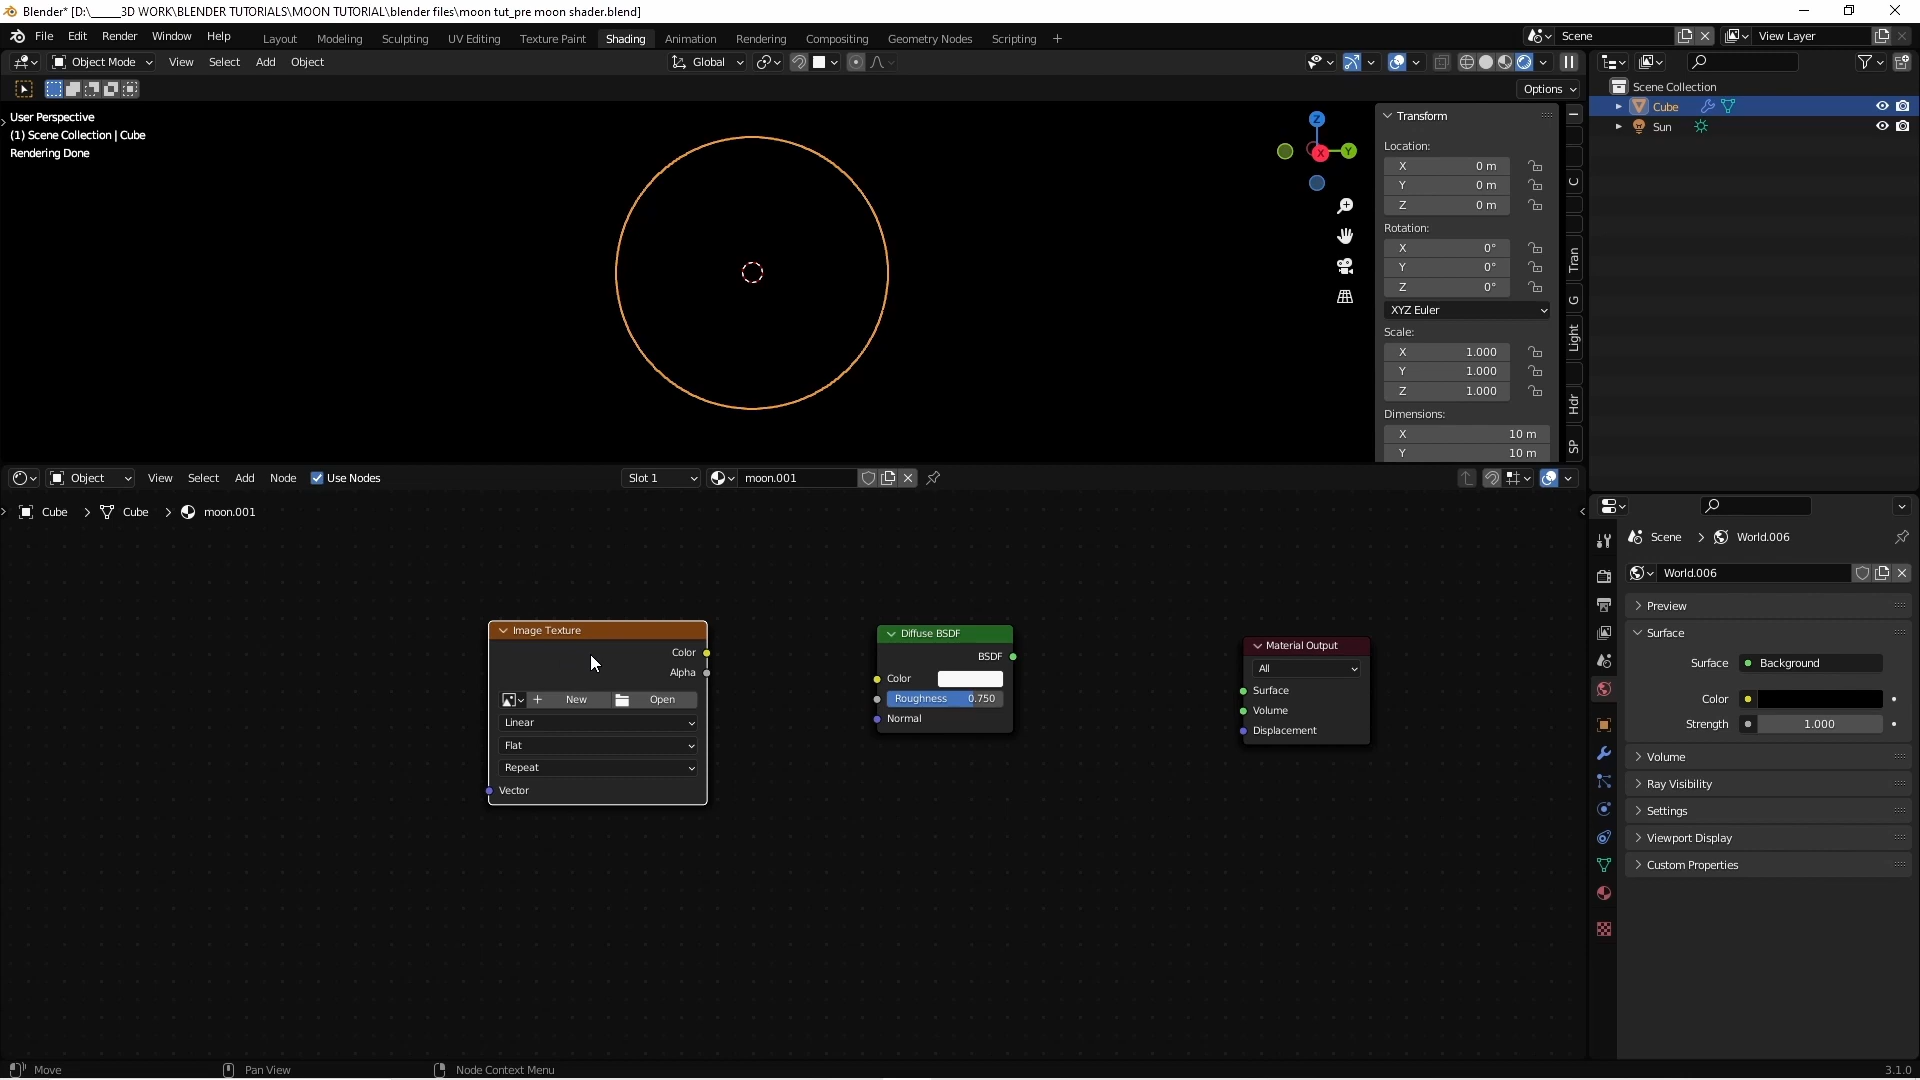 Blender* [D:\_____3D WORK\BLENDER TUTORIALS\MOON TUTORIAL\blender files\moon tut_pre moon shader.blend]
File Edit Render Window Help Layout Modeling Sculpting UV Editing Texture Paint Shading Animation Rendering Compositing Geometry Nodes Scripting + Scene View Layer
Object Mode View Select Add Object Global
Options
User Perspective
(1) Scene Collection | Cube
Rendering Done
Z
X
Y
Transform
Location:
X 0 m
Y 0 m
Z 0 m
Rotation:
X 0°
Y 0°
Z 0°
XYZ Euler
Scale:
X 1.000
Y 1.000
Z 1.000
Dimensions:
X 10 m
Y 10 m
C
Tran
G
Light
Hdr
SP
Scene Collection
Cube
Sun
Object View Select Add Node Use Nodes Slot 1 moon.001
Cube > Cube > moon.001
Image Texture
Color
Alpha
+ New Open
Linear
Flat
Repeat
Vector
Diffuse BSDF
BSDF
Color
Roughness 0.750
Normal
Material Output
All
Surface
Volume
Displacement
Scene > World.006
World.006
Preview
Surface
Surface Background
Color
Strength 1.000
Volume
Ray Visibility
Settings
Viewport Display
Custom Properties
Move Pan View Node Context Menu 3.1.0